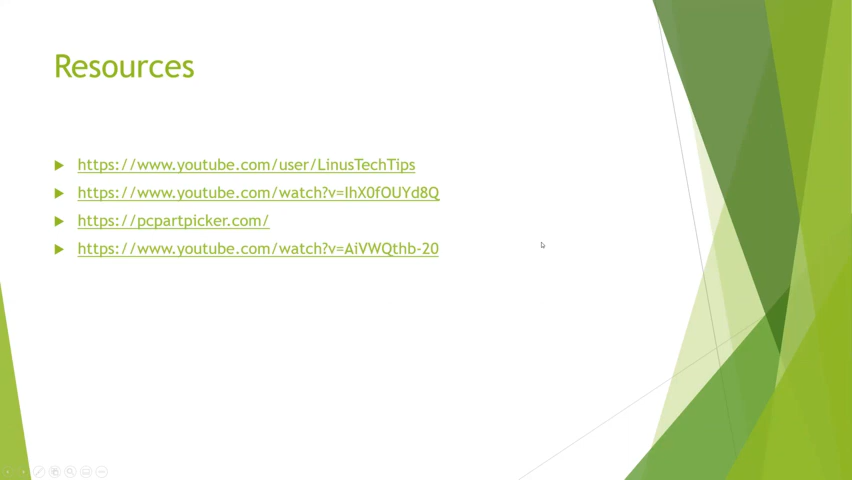 Resources
https://www.youtube.com/user/LinusTechTips
https://www.youtube.com/watch?v=IhX0fOUYd8Q
https://pcpartpicker.com/
https://www.youtube.com/watch?v=AiVWQthb-20